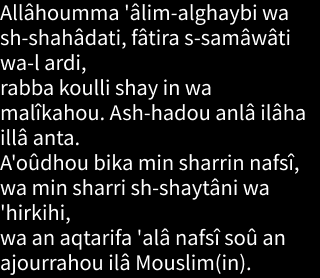 Allâhoumma 'âlim-alghaybi wa
sh-shahâdati, fâtira s-samâwâti
wa-l ardi,
rabba koulli shay in wa
malîkahou. Ash-hadou anlâ ilâha
illâ anta.
A'oûdhou bika min sharrin nafsî,
wa min sharri sh-shaytâni wa
'hirkihi,
wa an aqtarifa 'alâ nafsî soû an
ajourrahou ilâ Mouslim(in).